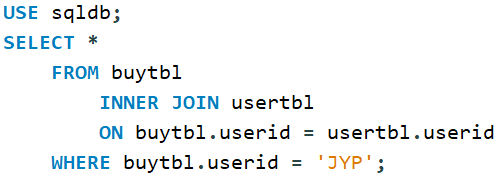 USE sqldb;
SELECT *
FROM buytbl
INNER JOIN usertbl
ON buytbl.userid = usertbl.userid
WHERE buytbl.userid = 'JYP';